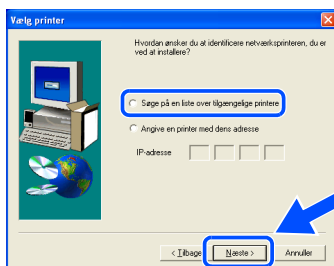 Vælg printer
Hvordan ønsker du at identificere netværksprinteren, du er
ved at installere?
Søge på en liste over tilgængelige printere
Angive en printer med dens adresse
IP-adresse
< Tilbage
Næste >
Annuller